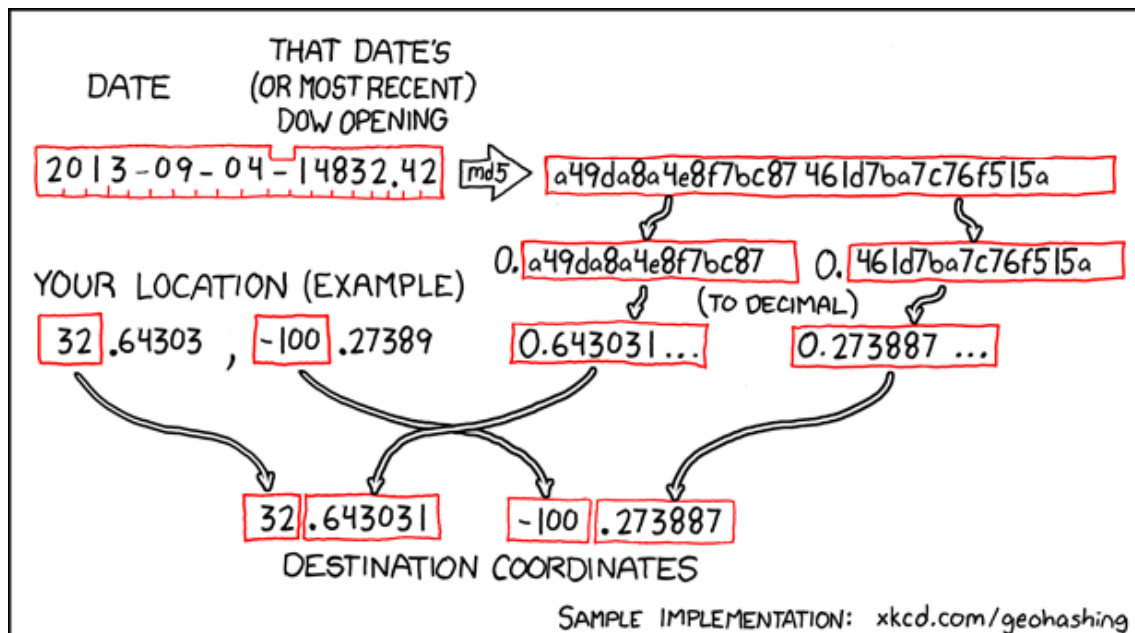 DATE
THAT DATE'S
(OR MOST RECENT)
DOW OPENING
2013-09-04-14832.42
md5
a49da8a4e8f7bc87461d7ba7c76f515a
0.a49da8a4e8f7bc87
0.461d7ba7c76f515a
YOUR LOCATION (EXAMPLE)
(TO DECIMAL)
32.64303, -100.27389
0.643031...
0.273887...
32.643031
-100.273887
DESTINATION COORDINATES
SAMPLE IMPLEMENTATION: xkcd.com/geohashing